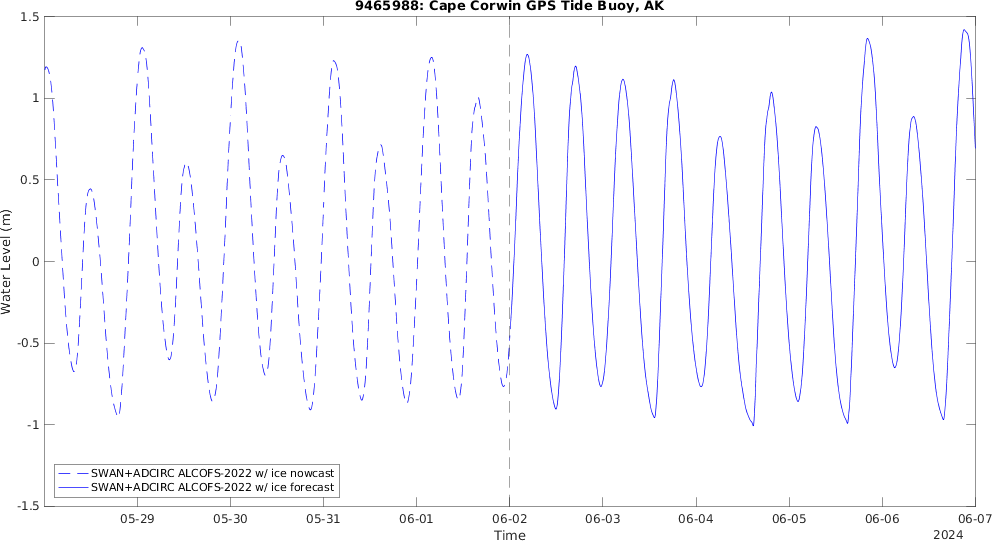 9465988: Cape Corwin GPS Tide Buoy, AK
1.5
1
0.5
0
-0.5
-1
-1.5
Water Level (m)
SWAN+ADCIRC ALCOFS-2022 w/ ice nowcast
SWAN+ADCIRC ALCOFS-2022 w/ ice forecast
05-29 05-30 05-31 06-01 06-02 06-03 06-04 06-05 06-06 06-07
Time
2024